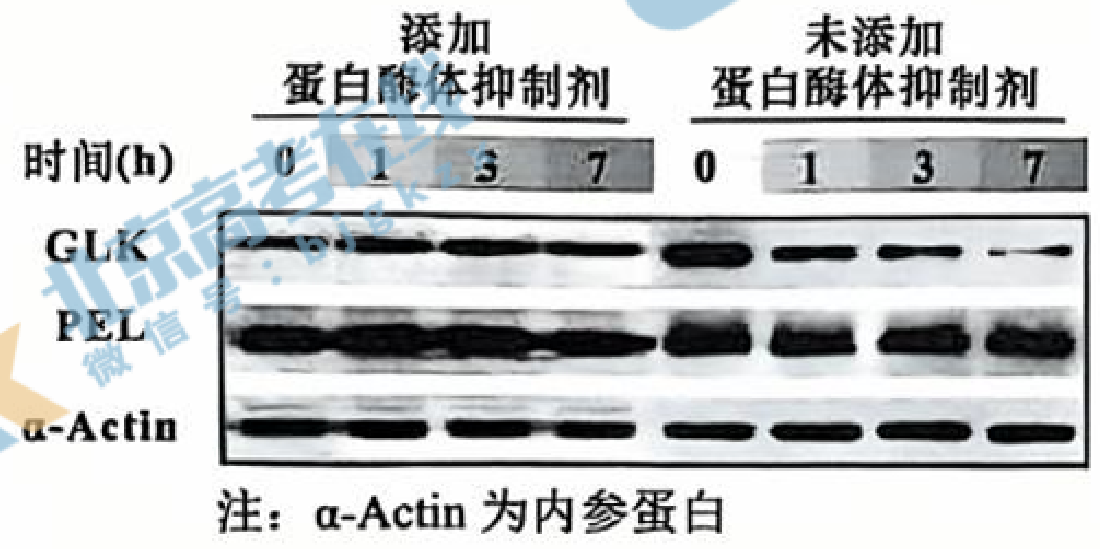 添加
蛋白酶体抑制剂
未添加
蛋白酶体抑制剂
时间(h) 0 1 3 7 0 1 3 7
GLK
PEL
α-Actin
注：α-Actin 为内参蛋白
北京高考在线
微信号：bjgkzx